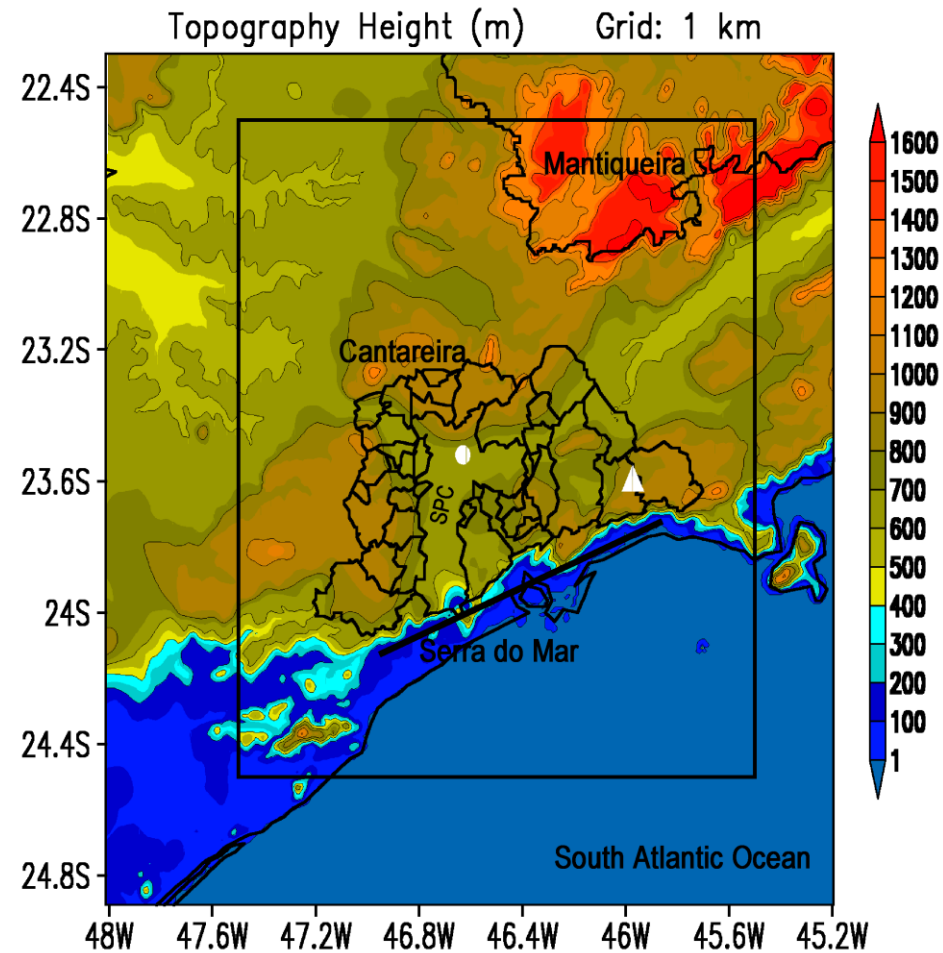 Topography Height (m) Grid: 1 km
22.4S
22.8S
23.2S
23.6S
24S
24.4S
24.8S
Mantiqueira
Cantareira
SPC
Serra do Mar
South Atlantic Ocean
48W 47.6W 47.2W 46.8W 46.4W 46W 45.6W 45.2W
1600
1500
1400
1300
1200
1100
1000
900
800
700
600
500
400
300
200
100
1